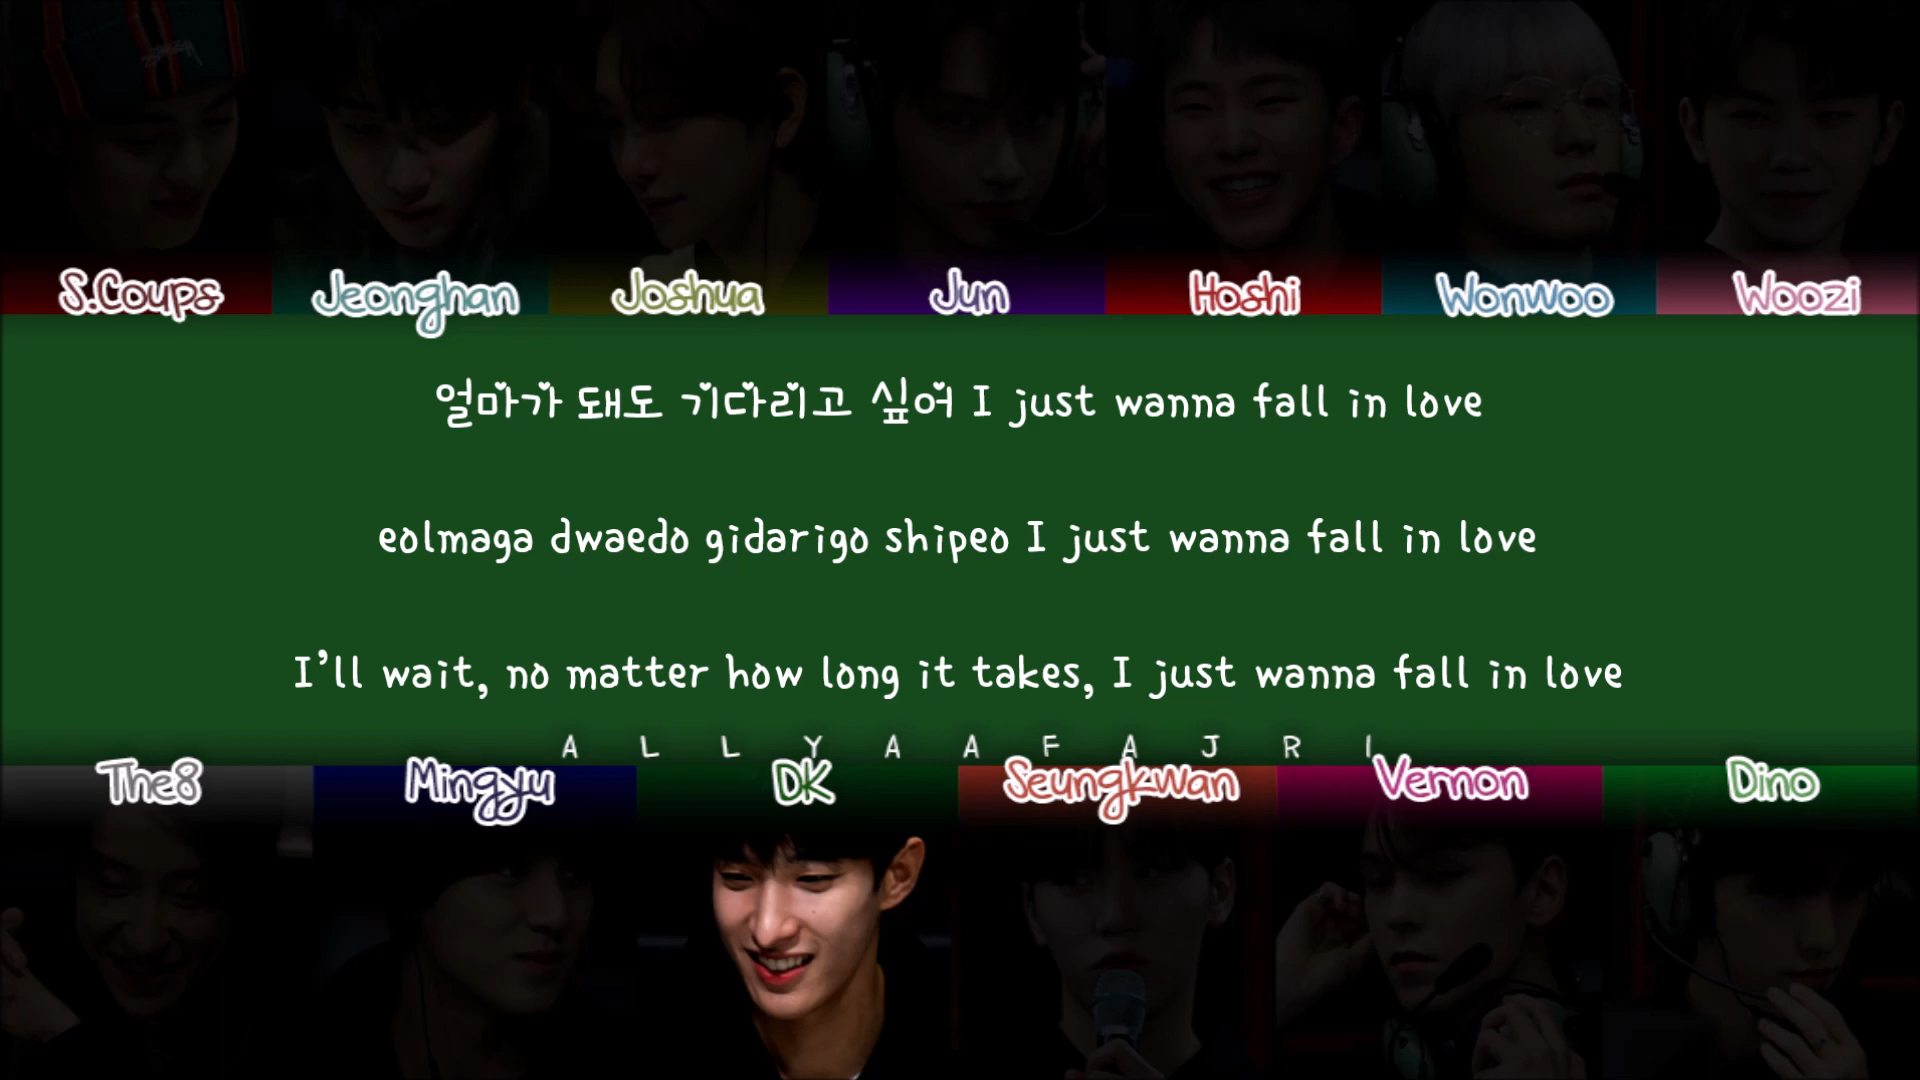 S.Coups Jeonghan Joshua Jun Hoshi Wonwoo Woozi
얼마가 돼도 기다리고 싶어 I just wanna fall in love
eolmaga dwaedo gidarigo shipeo I just wanna fall in love
I'll wait, no matter how long it takes, I just wanna fall in love
A L L Y A A F A J R I
The8 Mingyu DK Seungkwan Vernon Dino